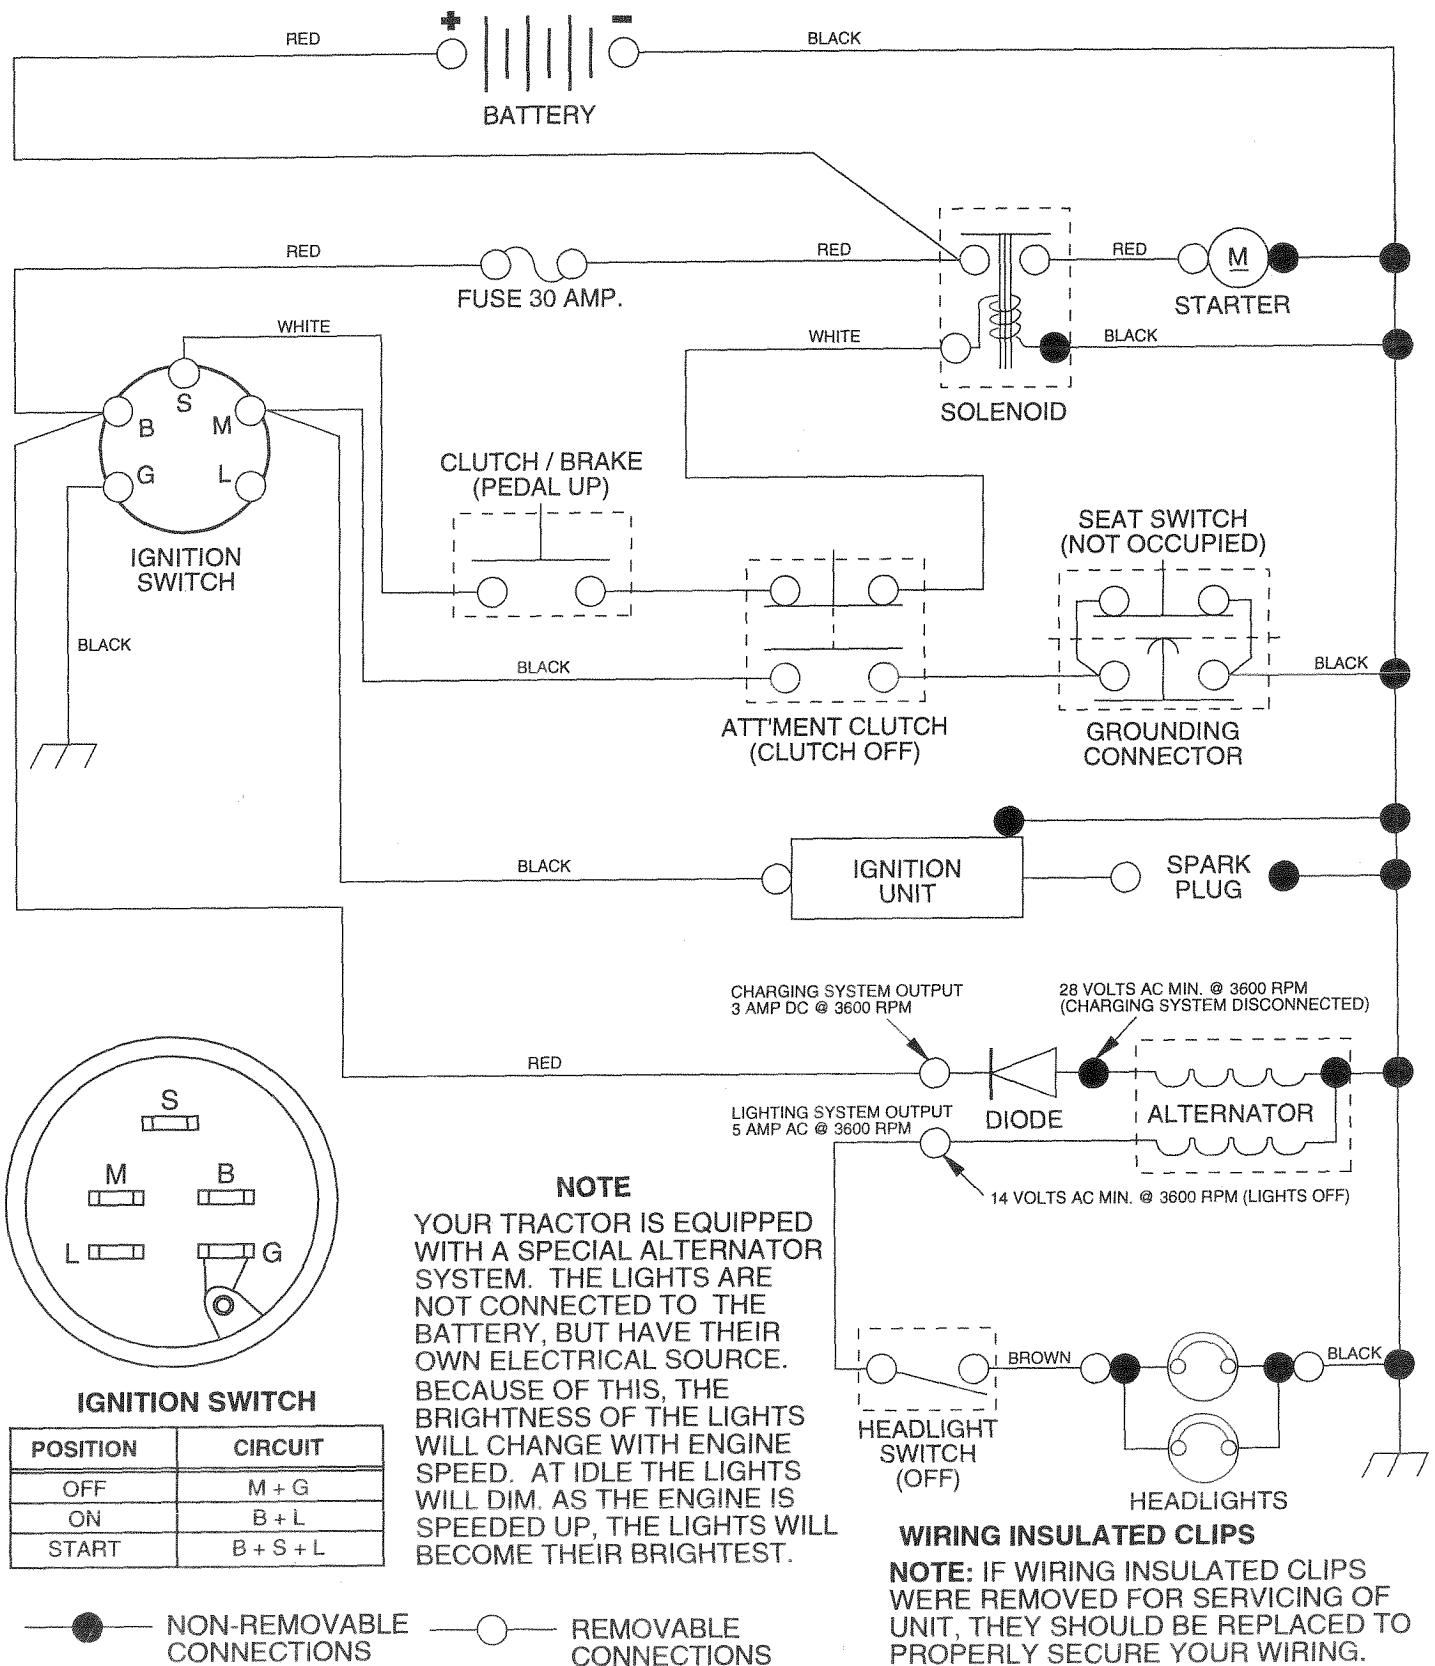 + -
RED
BLACK
BATTERY
RED
RED
RED
M
FUSE 30 AMP.
STARTER
WHITE
WHITE
BLACK
S
B
M
SOLENOID
G
L
CLUTCH / BRAKE
(PEDAL UP)
SEAT SWITCH
(NOT OCCUPIED)
IGNITION
SWITCH
BLACK
BLACK
BLACK
ATT'MENT CLUTCH
(CLUTCH OFF)
GROUNDING
CONNECTOR
BLACK
IGNITION
UNIT
SPARK
PLUG
CHARGING SYSTEM OUTPUT
3 AMP DC @ 3600 RPM
28 VOLTS AC MIN. @ 3600 RPM
(CHARGING SYSTEM DISCONNECTED)
RED
DIODE
ALTERNATOR
LIGHTING SYSTEM OUTPUT
5 AMP AC @ 3600 RPM
14 VOLTS AC MIN. @ 3600 RPM (LIGHTS OFF)
S
M
B
L
G
NOTE
YOUR TRACTOR IS EQUIPPED
WITH A SPECIAL ALTERNATOR
SYSTEM. THE LIGHTS ARE
NOT CONNECTED TO THE
BATTERY, BUT HAVE THEIR
OWN ELECTRICAL SOURCE.
BECAUSE OF THIS, THE
BRIGHTNESS OF THE LIGHTS
WILL CHANGE WITH ENGINE
SPEED. AT IDLE THE LIGHTS
WILL DIM. AS THE ENGINE IS
SPEEDED UP, THE LIGHTS WILL
BECOME THEIR BRIGHTEST.
BROWN
BLACK
HEADLIGHT
SWITCH
(OFF)
HEADLIGHTS
IGNITION SWITCH
POSITION CIRCUIT
OFF M + G
ON B + L
START B + S + L
WIRING INSULATED CLIPS
NOTE: IF WIRING INSULATED CLIPS
WERE REMOVED FOR SERVICING OF
UNIT, THEY SHOULD BE REPLACED TO
PROPERLY SECURE YOUR WIRING.
NON-REMOVABLE
CONNECTIONS
REMOVABLE
CONNECTIONS